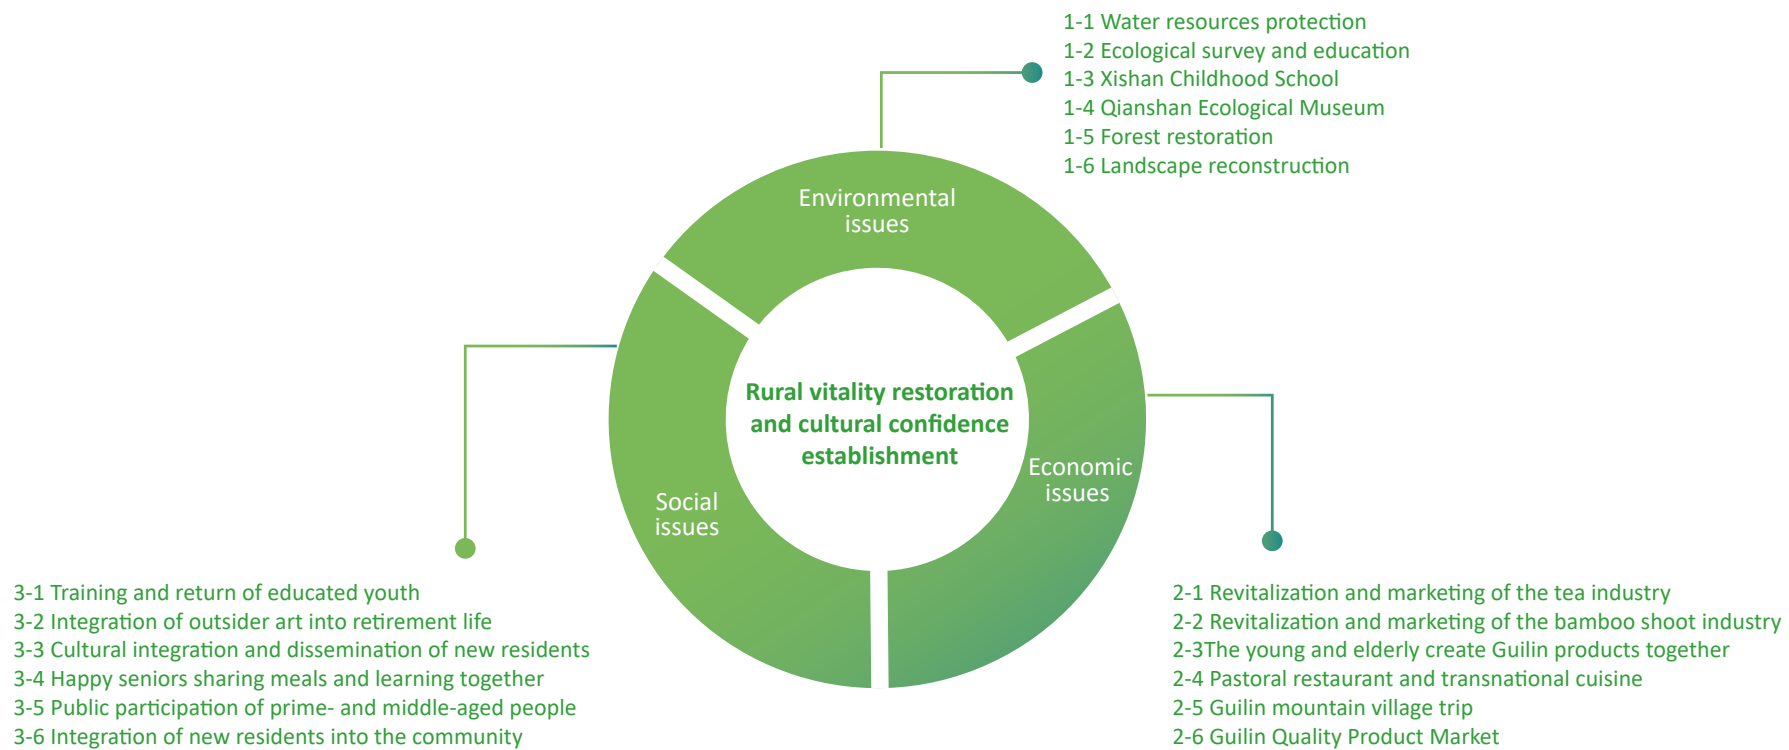 1-1 Water resources protection
1-2 Ecological survey and education
1-3 Xishan Childhood School
1-4 Qianshan Ecological Museum
1-5 Forest restoration
1-6 Landscape reconstruction
Environmental
issues
Rural vitality restoration
and cultural confidence
establishment
Economic
issues
Social
issues
3-1 Training and return of educated youth
3-2 Integration of outsider art into retirement life
3-3 Cultural integration and dissemination of new residents
3-4 Happy seniors sharing meals and learning together
3-5 Public participation of prime- and middle-aged people
3-6 Integration of new residents into the community
2-1 Revitalization and marketing of the tea industry
2-2 Revitalization and marketing of the bamboo shoot industry
2-3The young and elderly create Guilin products together
2-4 Pastoral restaurant and transnational cuisine
2-5 Guilin mountain village trip
2-6 Guilin Quality Product Market